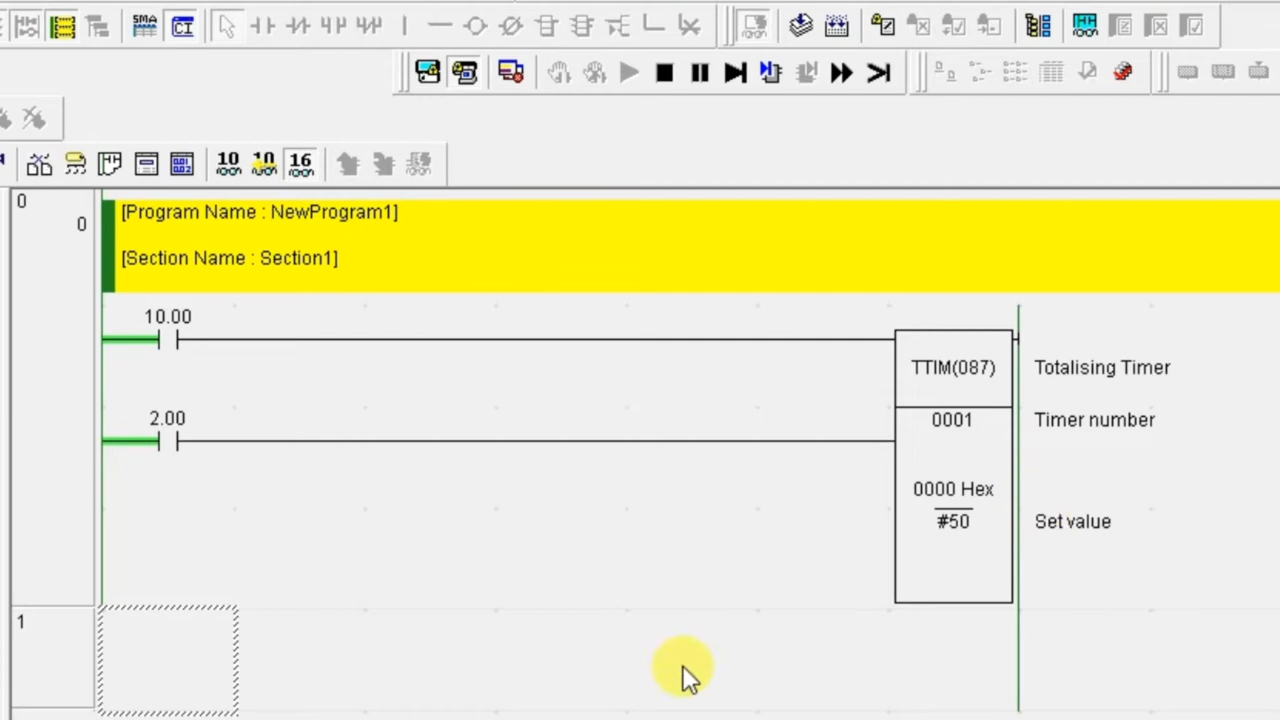 SMA CI
10 10 16
0
0
[Program Name : NewProgram1]
[Section Name : Section1]
10.00
TTIM(087) Totalising Timer
2.00
0001 Timer number
0000 Hex
#50 Set value
1